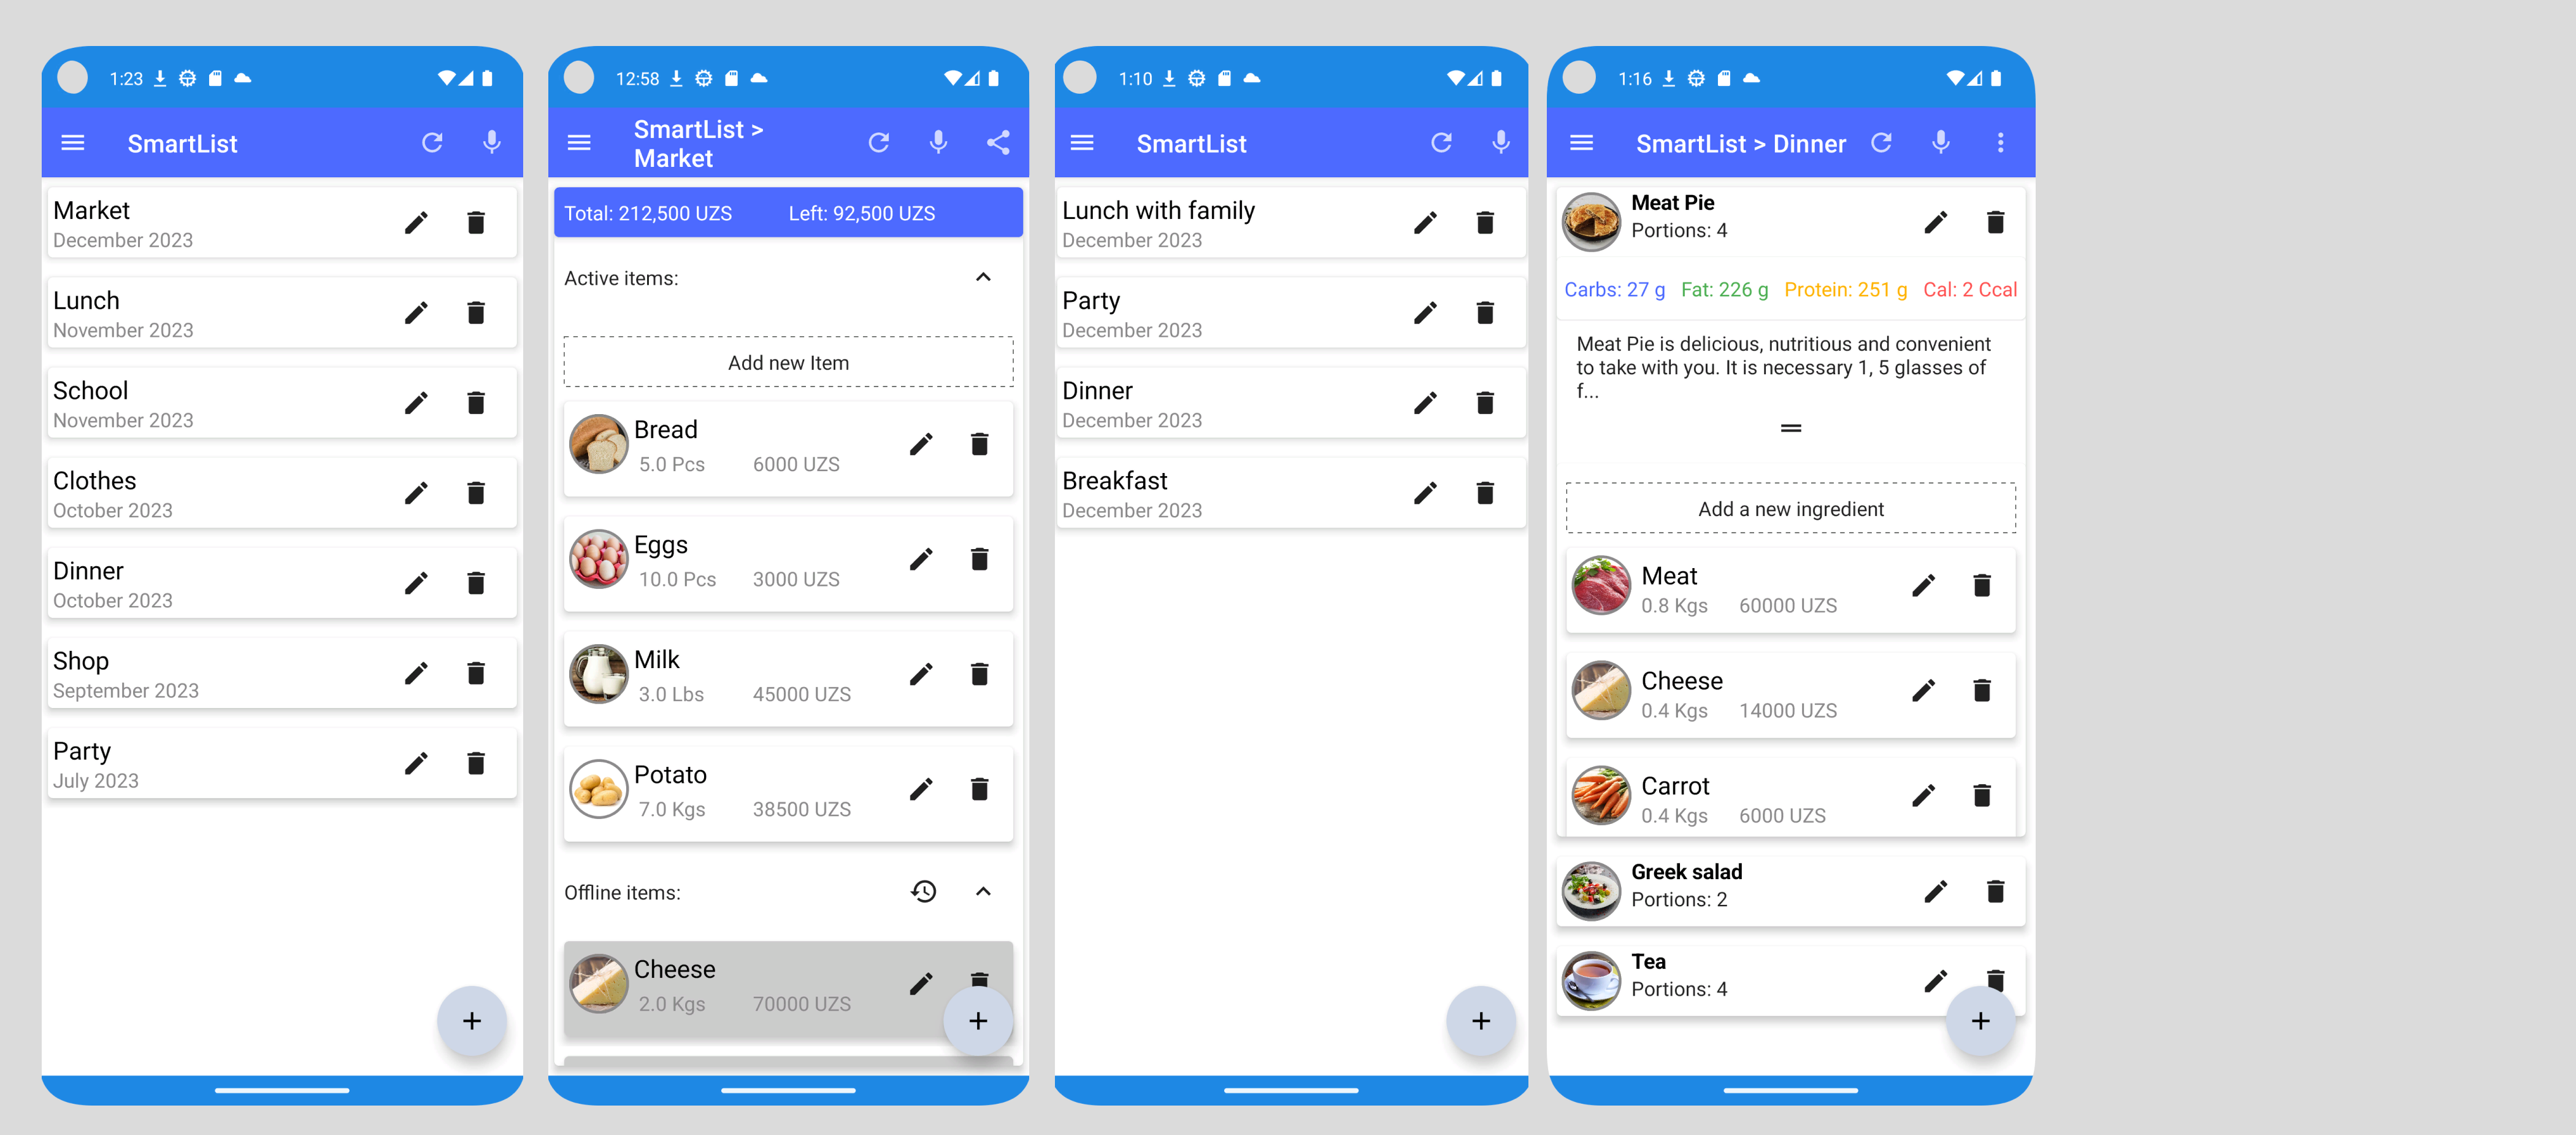 1:23
SmartList
Market
December 2023
Lunch
November 2023
School
November 2023
Clothes
October 2023
Dinner
October 2023
Shop
September 2023
Party
July 2023
12:58
SmartList >
Market
Total: 212,500 UZS Left: 92,500 UZS
Active items:
Add new Item
Bread
5.0 Pcs 6000 UZS
Eggs
10.0 Pcs 3000 UZS
Milk
3.0 Lbs 45000 UZS
Potato
7.0 Kgs 38500 UZS
Offline items:
Cheese
2.0 Kgs 70000 UZS
1:10
SmartList
Lunch with family
December 2023
Party
December 2023
Dinner
December 2023
Breakfast
December 2023
1:16
SmartList > Dinner
Meat Pie
Portions: 4
Carbs: 27 g Fat: 226 g Protein: 251 g Cal: 2 Ccal
Meat Pie is delicious, nutritious and convenient
to take with you. It is necessary 1, 5 glasses of
f...
Add a new ingredient
Meat
0.8 Kgs 60000 UZS
Cheese
0.4 Kgs 14000 UZS
Carrot
0.4 Kgs 6000 UZS
Greek salad
Portions: 2
Tea
Portions: 4